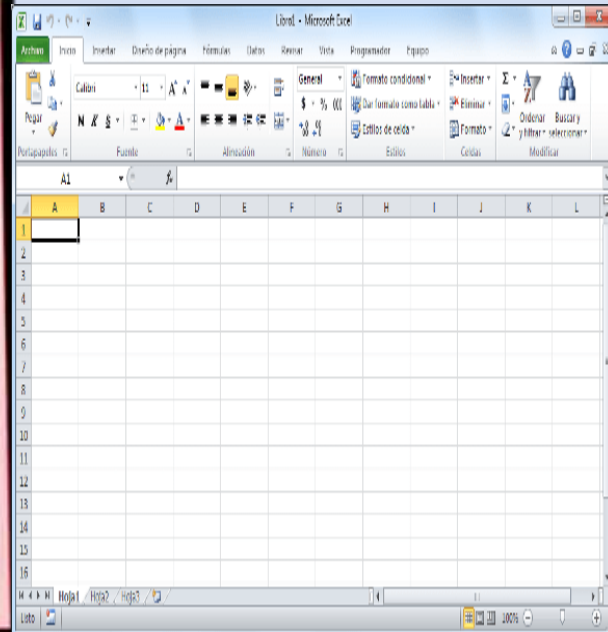 Libro1 - Microsoft Excel
Archivo Inicio Insertar Diseño de página Fórmulas Datos Revisar Vista Programador Equipo
Pegar
Calibri 11
N K S
General
$ % 000
Formato condicional
Dar formato como tabla
Estilos de celda
Insertar
Eliminar
Formato
Σ
Ordenar y filtrar
Buscar y seleccionar
Portapapeles Fuente Alineación Número Estilos Celdas Modificar
A1 fx
A B C D E F G H I J K L
1
2
3
4
5
6
7
8
9
10
11
12
13
14
15
16
Hoja1 Hoja2 Hoja3
Listo 100%